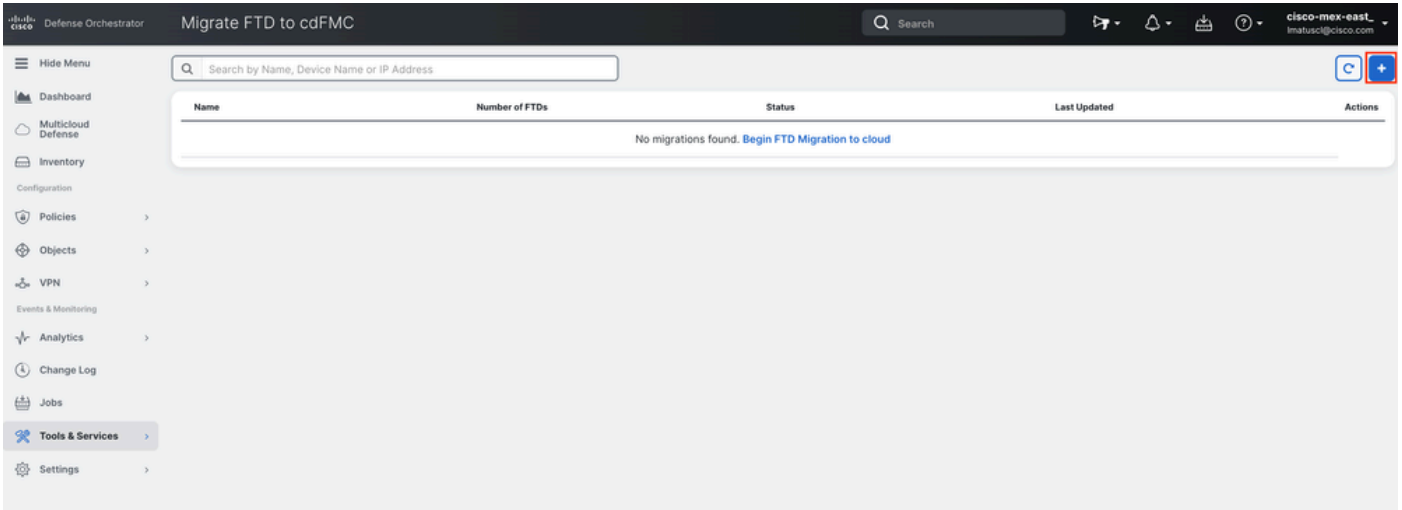 cisco Defense Orchestrator
Migrate FTD to cdFMC
Search
cisco-mex-east_
lmatuscl@cisco.com
Hide Menu
Search by Name, Device Name or IP Address
Dashboard
Name Number of FTDs Status Last Updated Actions
Multicloud
Defense
No migrations found. Begin FTD Migration to cloud
Inventory
Configuration
Policies
Objects
VPN
Events & Monitoring
Analytics
Change Log
Jobs
Tools & Services
Settings